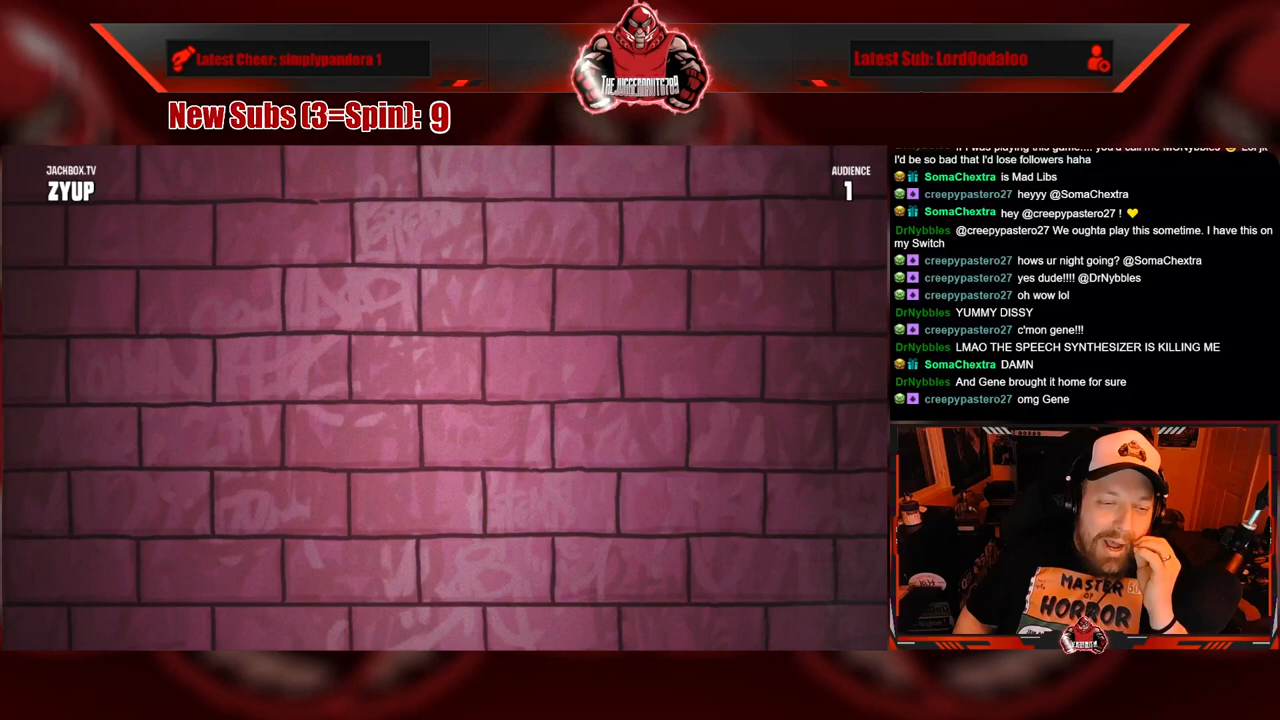 Latest Cheer: simplypandora 1
THEJUGGERNAUT6789
Latest Sub: LordOodaloo
New Subs (3=Spin): 9
JACKBOX.TV
ZYUP
AUDIENCE
1
I'd be so bad that I'd lose followers haha
SomaChextra is Mad Libs
creepypastero27 heyyy @SomaChextra
SomaChextra hey @creepypastero27 !
DrNybbles @creepypastero27 We oughta play this sometime. I have this on
my Switch
creepypastero27 hows ur night going? @SomaChextra
creepypastero27 yes dude!!!! @DrNybbles
creepypastero27 oh wow lol
DrNybbles YUMMY DISSY
creepypastero27 c'mon gene!!!
DrNybbles LMAO THE SPEECH SYNTHESIZER IS KILLING ME
SomaChextra DAMN
DrNybbles And Gene brought it home for sure
creepypastero27 omg Gene
MASTER
OF
HORROR